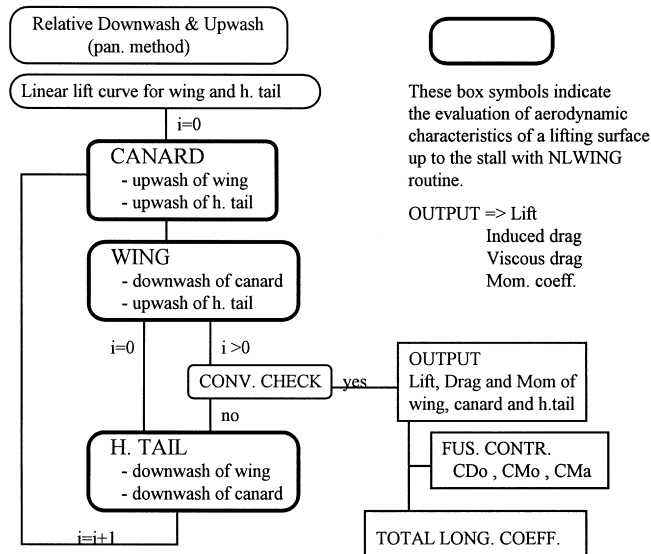 Relative Downwash & Upwash
(pan. method)
Linear lift curve for wing and h. tail
i=0
CANARD
- upwash of wing
- upwash of h. tail
WING
- downwash of canard
- upwash of h. tail
i=0
i >0
CONV. CHECK
yes
no
H. TAIL
- downwash of wing
- downwash of canard
i=i+1
These box symbols indicate
the evaluation of aerodynamic
characteristics of a lifting surface
up to the stall with NLWING
routine.
OUTPUT => Lift
Induced drag
Viscous drag
Mom. coeff.
OUTPUT
Lift, Drag and Mom of
wing, canard and h.tail
FUS. CONTR.
CDo , CMo , CMa
TOTAL LONG. COEFF.